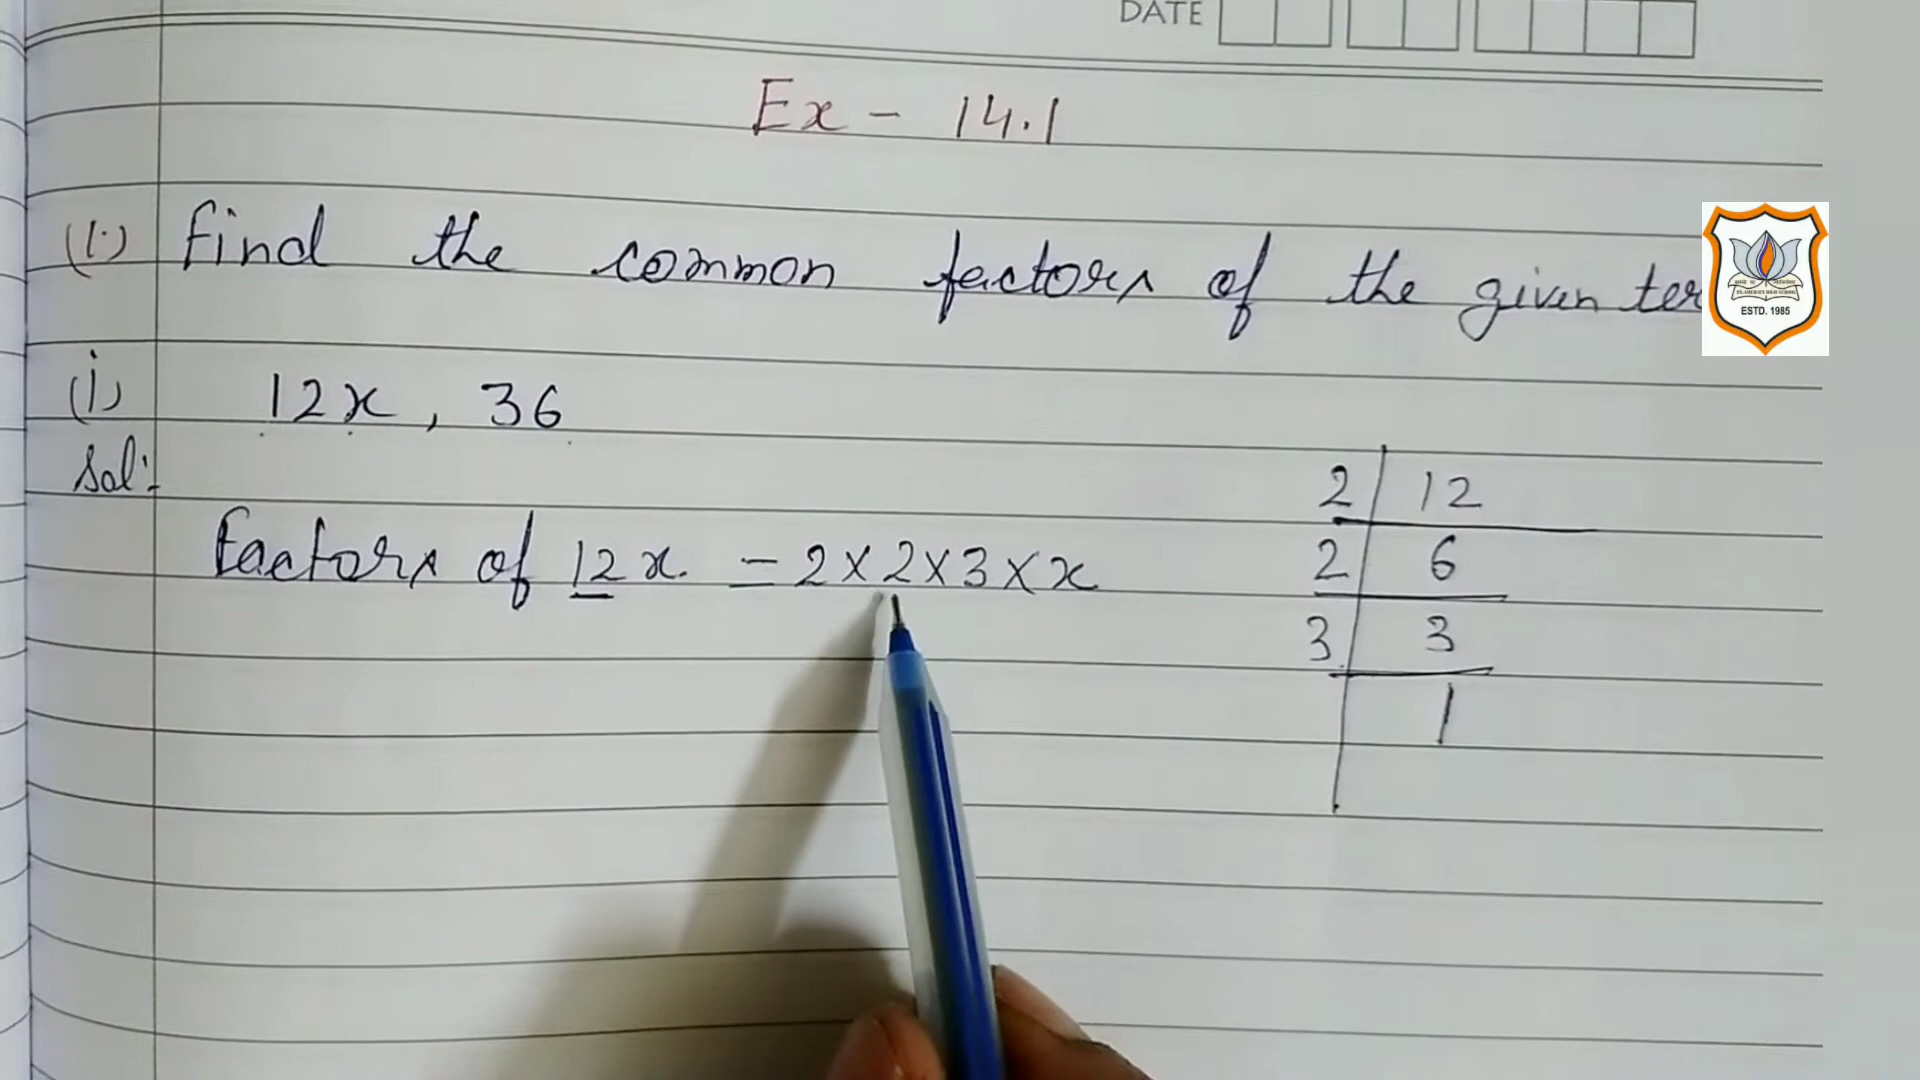 DATE
Ex - 14.1
(1.) Find the common factors of the given ter
(i) 12x, 36
Sol:
Factors of 12x. = 2×2×3×x
2 12
2 6
3 3
1
ESTD. 1985